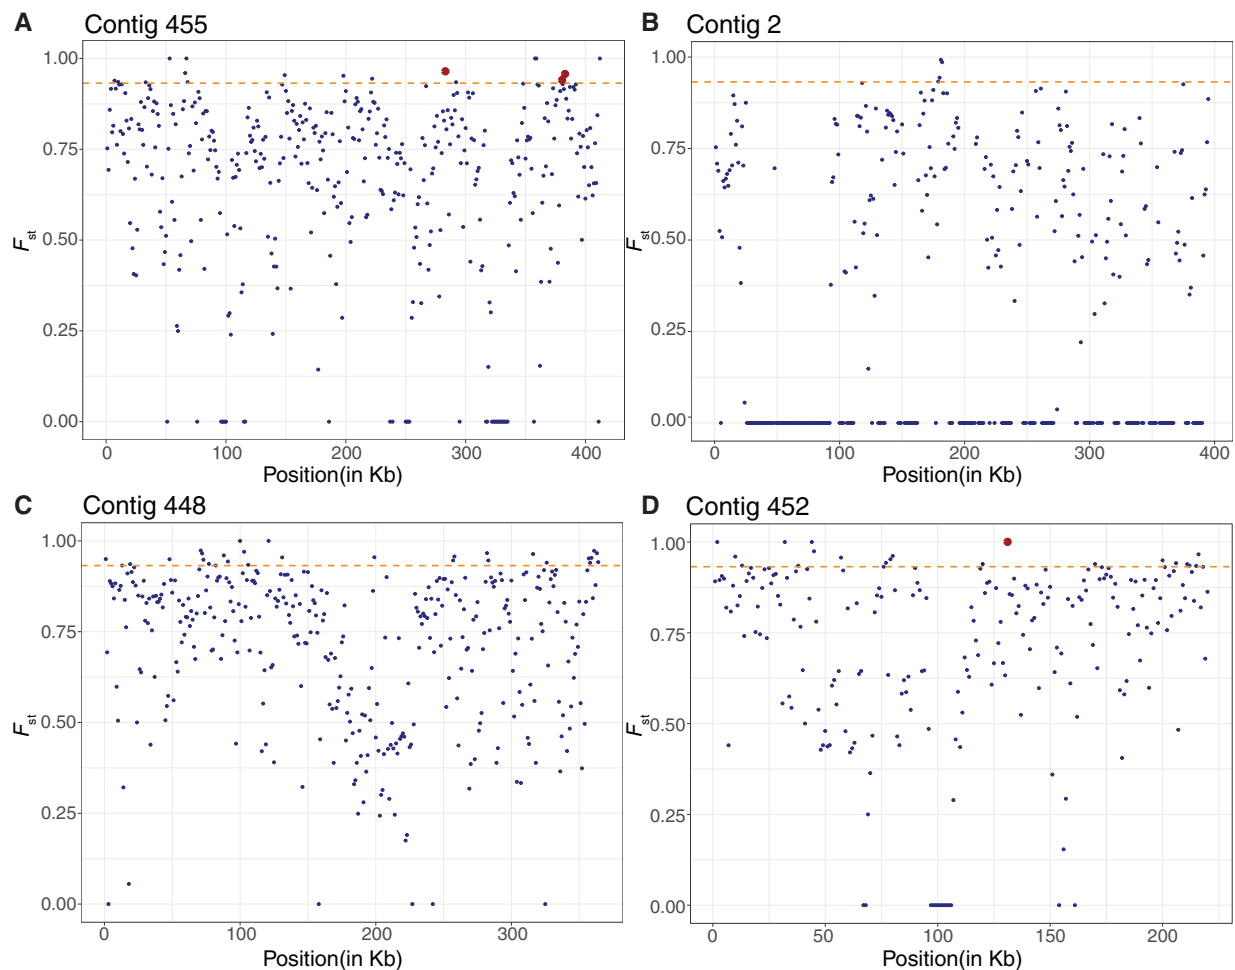 A Contig 455
B Contig 2
1.00
0.75
0.50
0.25
0.00
Fst
0 100 200 300 400
Position(in Kb)
1.00
0.75
0.50
0.25
0.00
Fst
0 100 200 300 400
Position(in Kb)
C Contig 448
D Contig 452
1.00
0.75
0.50
0.25
0.00
Fst
0 100 200 300
Position(in Kb)
1.00
0.75
0.50
0.25
0.00
Fst
0 50 100 150 200
Position(in Kb)